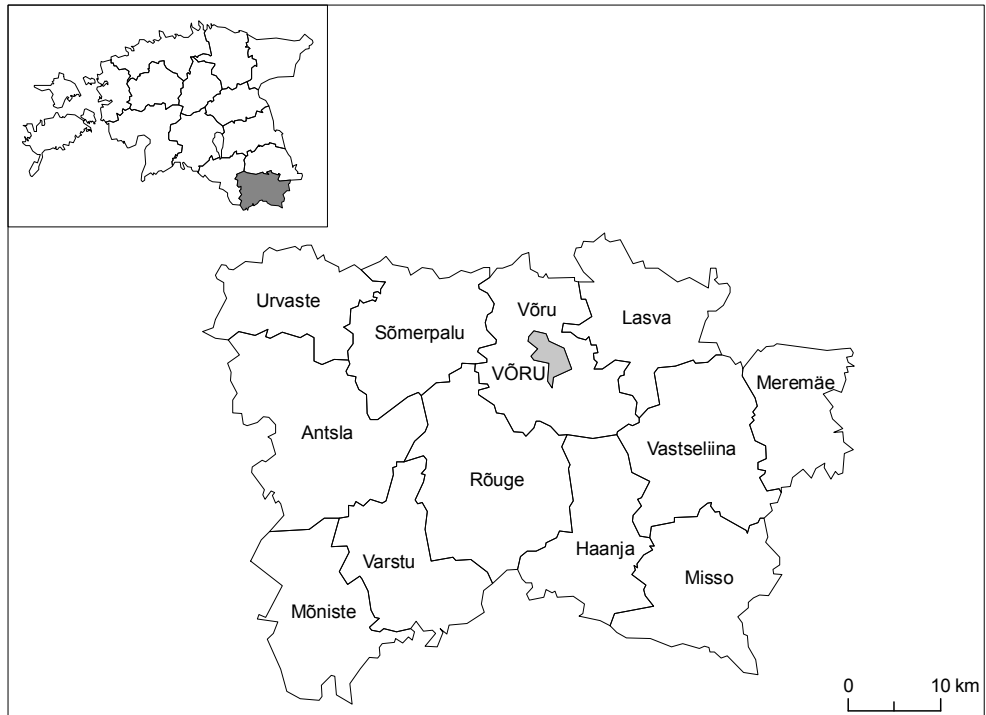 Urvaste
Sõmerpalu
Võru
Lasva
VÕRU
Meremäe
Antsla
Vastseliina
Rõuge
Varstu
Haanja
Misso
Mõniste
0 10 km